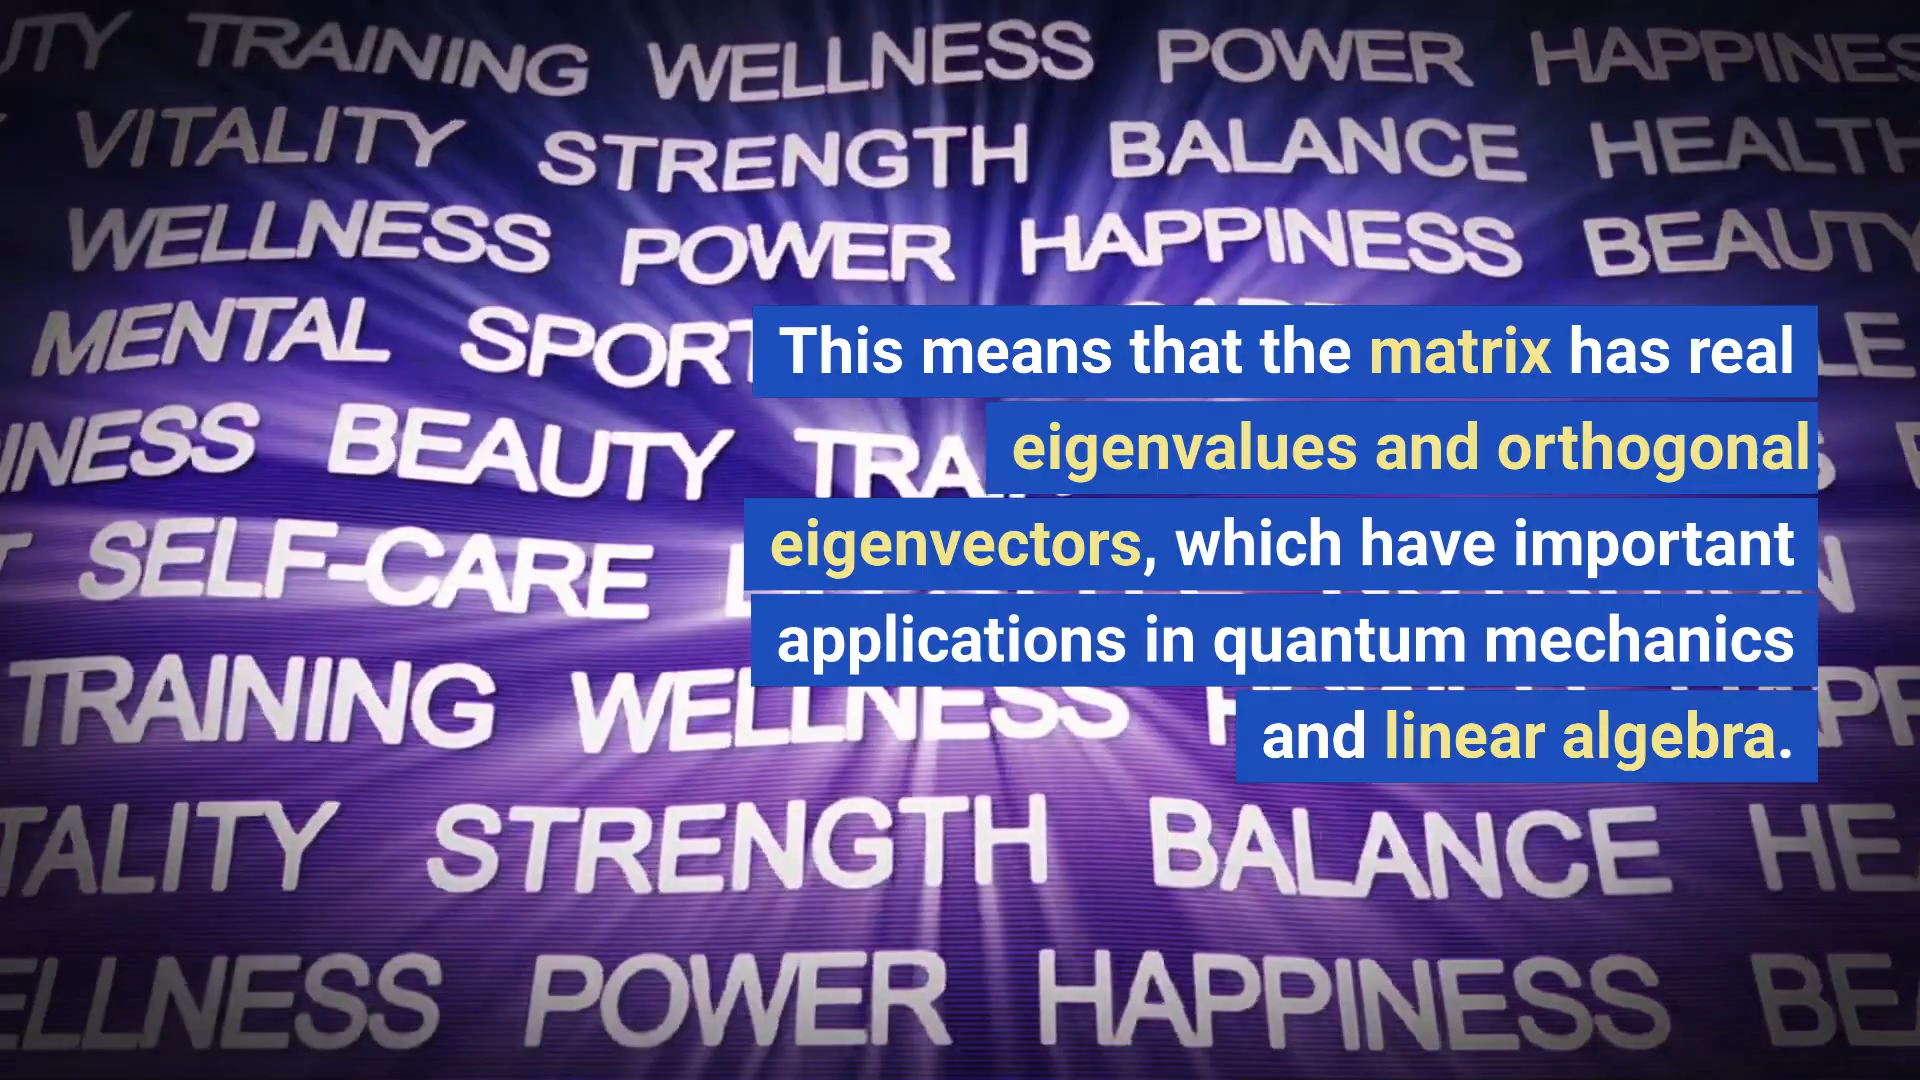 TRAINING WELLNESS POWER
VITALITY STRENGTH BALANCE
WELLNESS POWER HAPPINESS BEAUTY
MENTAL
This means that the matrix has real
BEAUTY
eigenvalues and orthogonal
SELF-CARE
eigenvectors, which have important
applications in quantum mechanics
TRAINING WELLNESS
and linear algebra.
STRENGTH BALANCE
POWER HAPPINESS